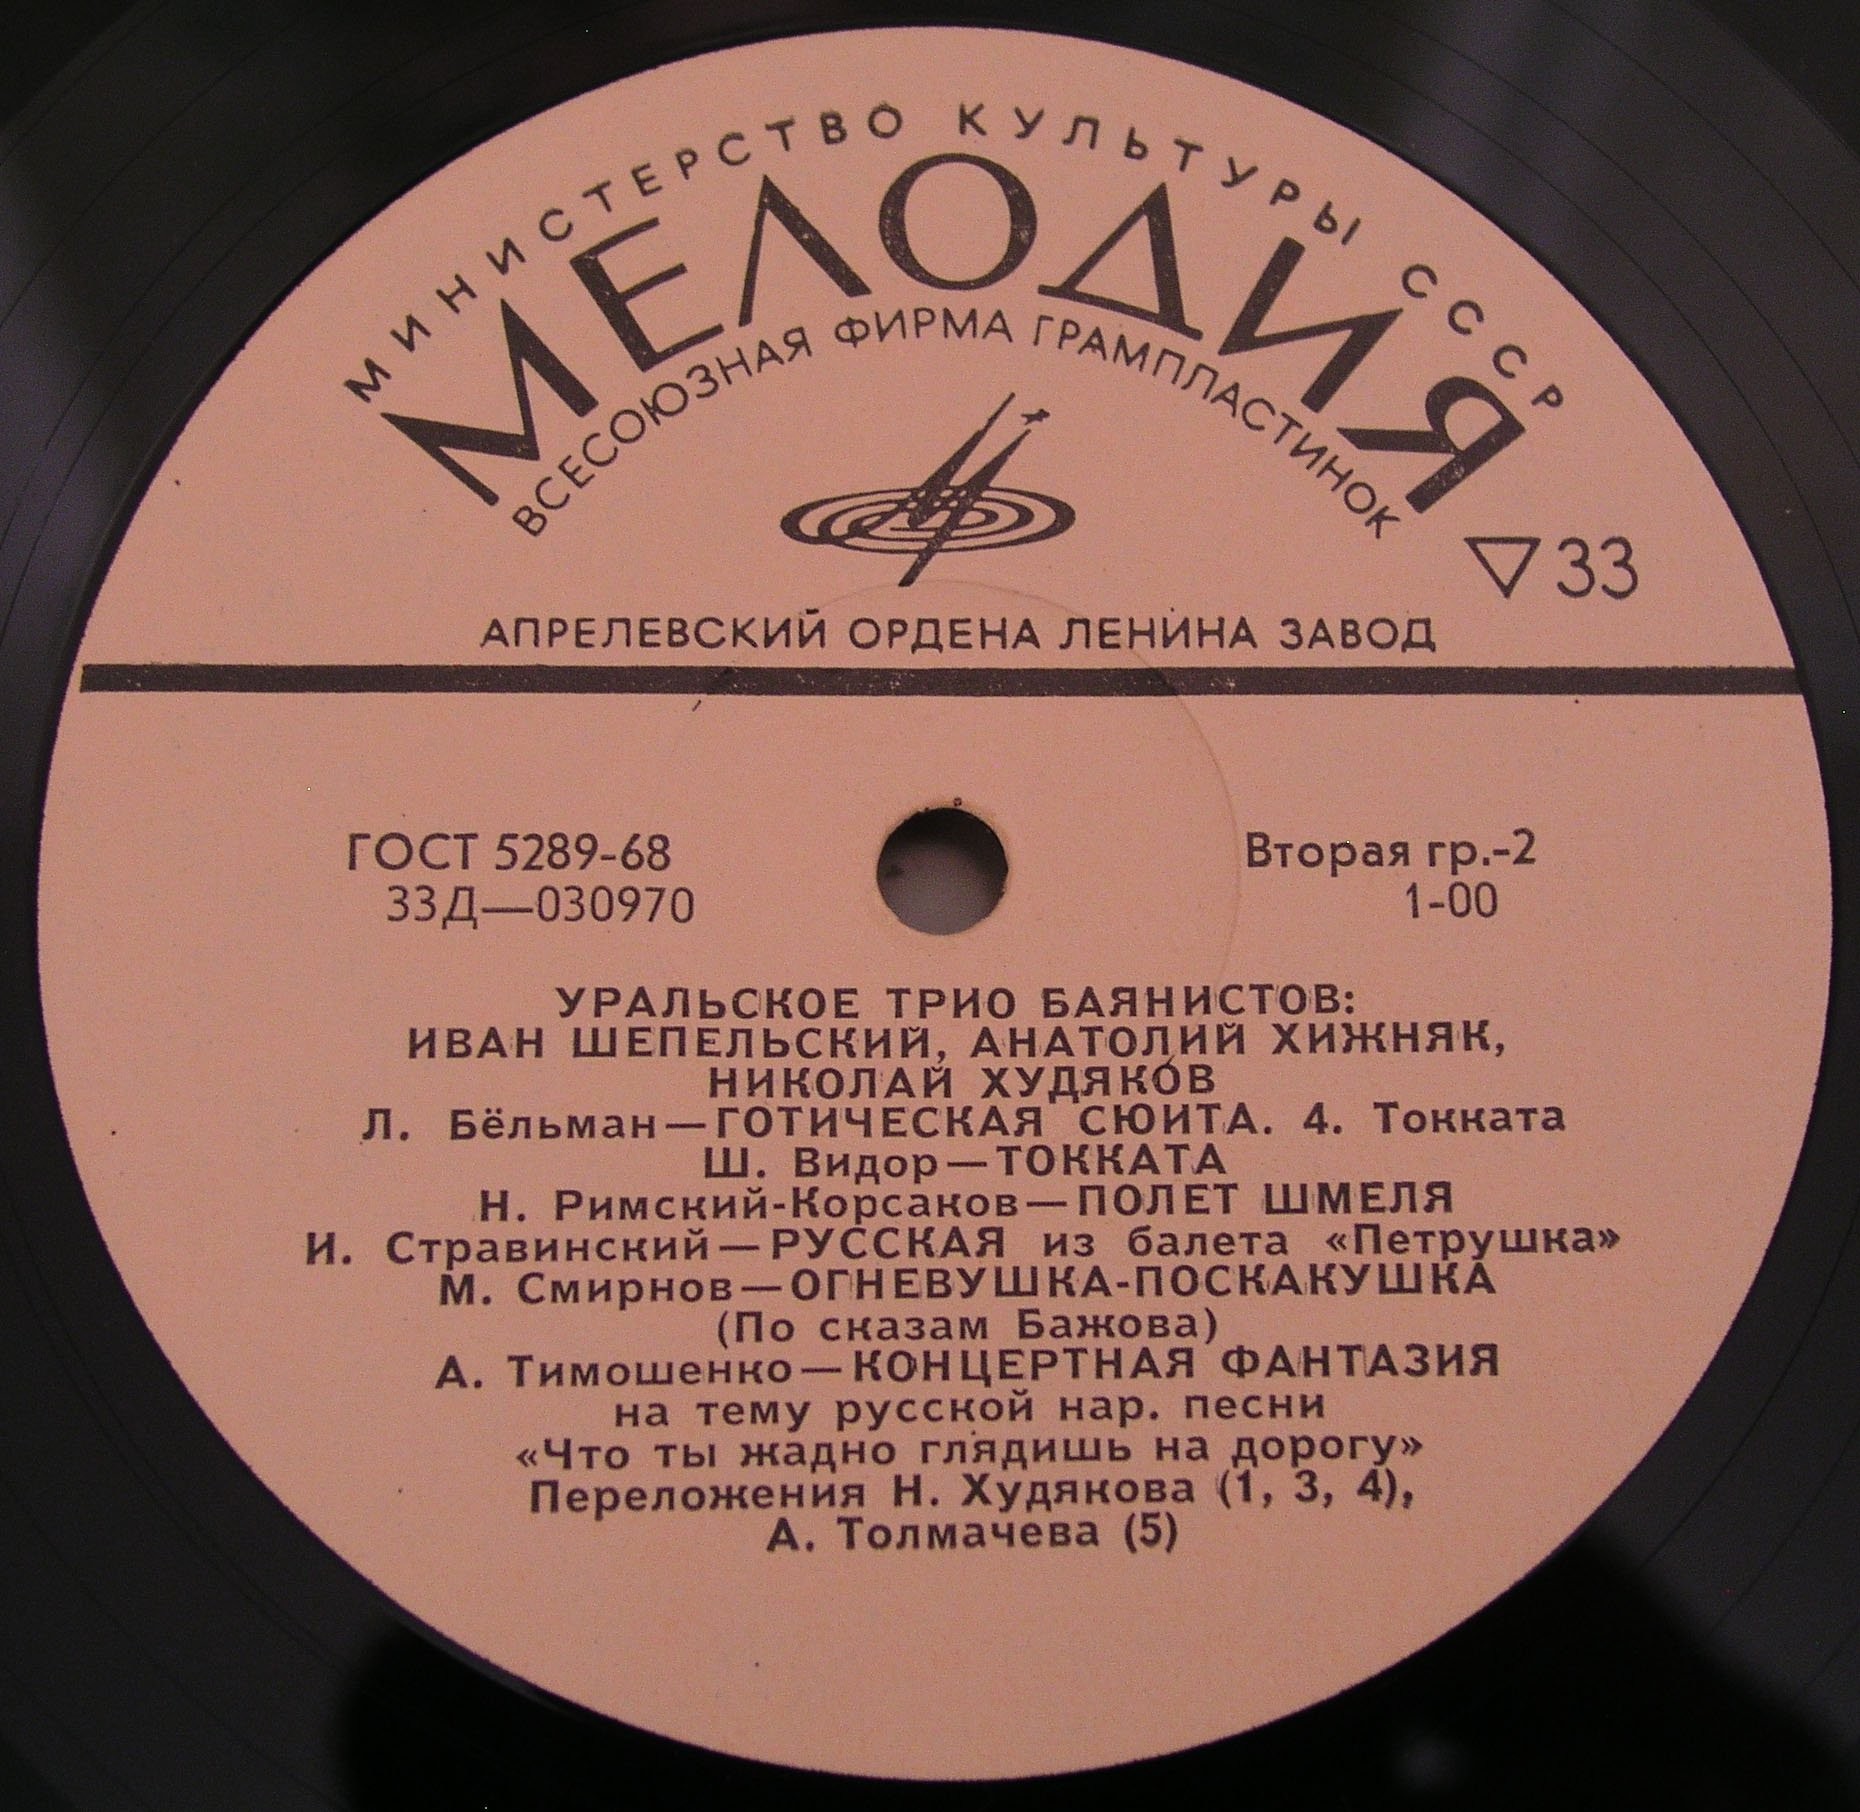 МИНИСТЕРСТВО КУЛЬТУРЫ СССР
МЕЛОДИЯ
ВСЕСОЮЗНАЯ ФИРМА ГРАМПЛАСТИНОК
▽33
АПРЕЛЕВСКИЙ ОРДЕНА ЛЕНИНА ЗАВОД
ГОСТ 5289-68
Вторая гр.-2
33Д—030970
1-00
УРАЛЬСКОЕ ТРИО БАЯНИСТОВ:
ИВАН ШЕПЕЛЬСКИЙ, АНАТОЛИЙ ХИЖНЯК,
НИКОЛАЙ ХУДЯКОВ
Л. Бёльман—ГОТИЧЕСКАЯ СЮИТА. 4. Токката
Ш. Видор—ТОККАТА
Н. Римский-Корсаков—ПОЛЕТ ШМЕЛЯ
И. Стравинский—РУССКАЯ из балета «Петрушка»
М. Смирнов—ОГНЕВУШКА-ПОСКАКУШКА
(По сказам Бажова)
А. Тимошенко—КОНЦЕРТНАЯ ФАНТАЗИЯ
на тему русской нар. песни
«Что ты жадно глядишь на дорогу»
Переложения Н. Худякова (1, 3, 4),
А. Толмачева (5)